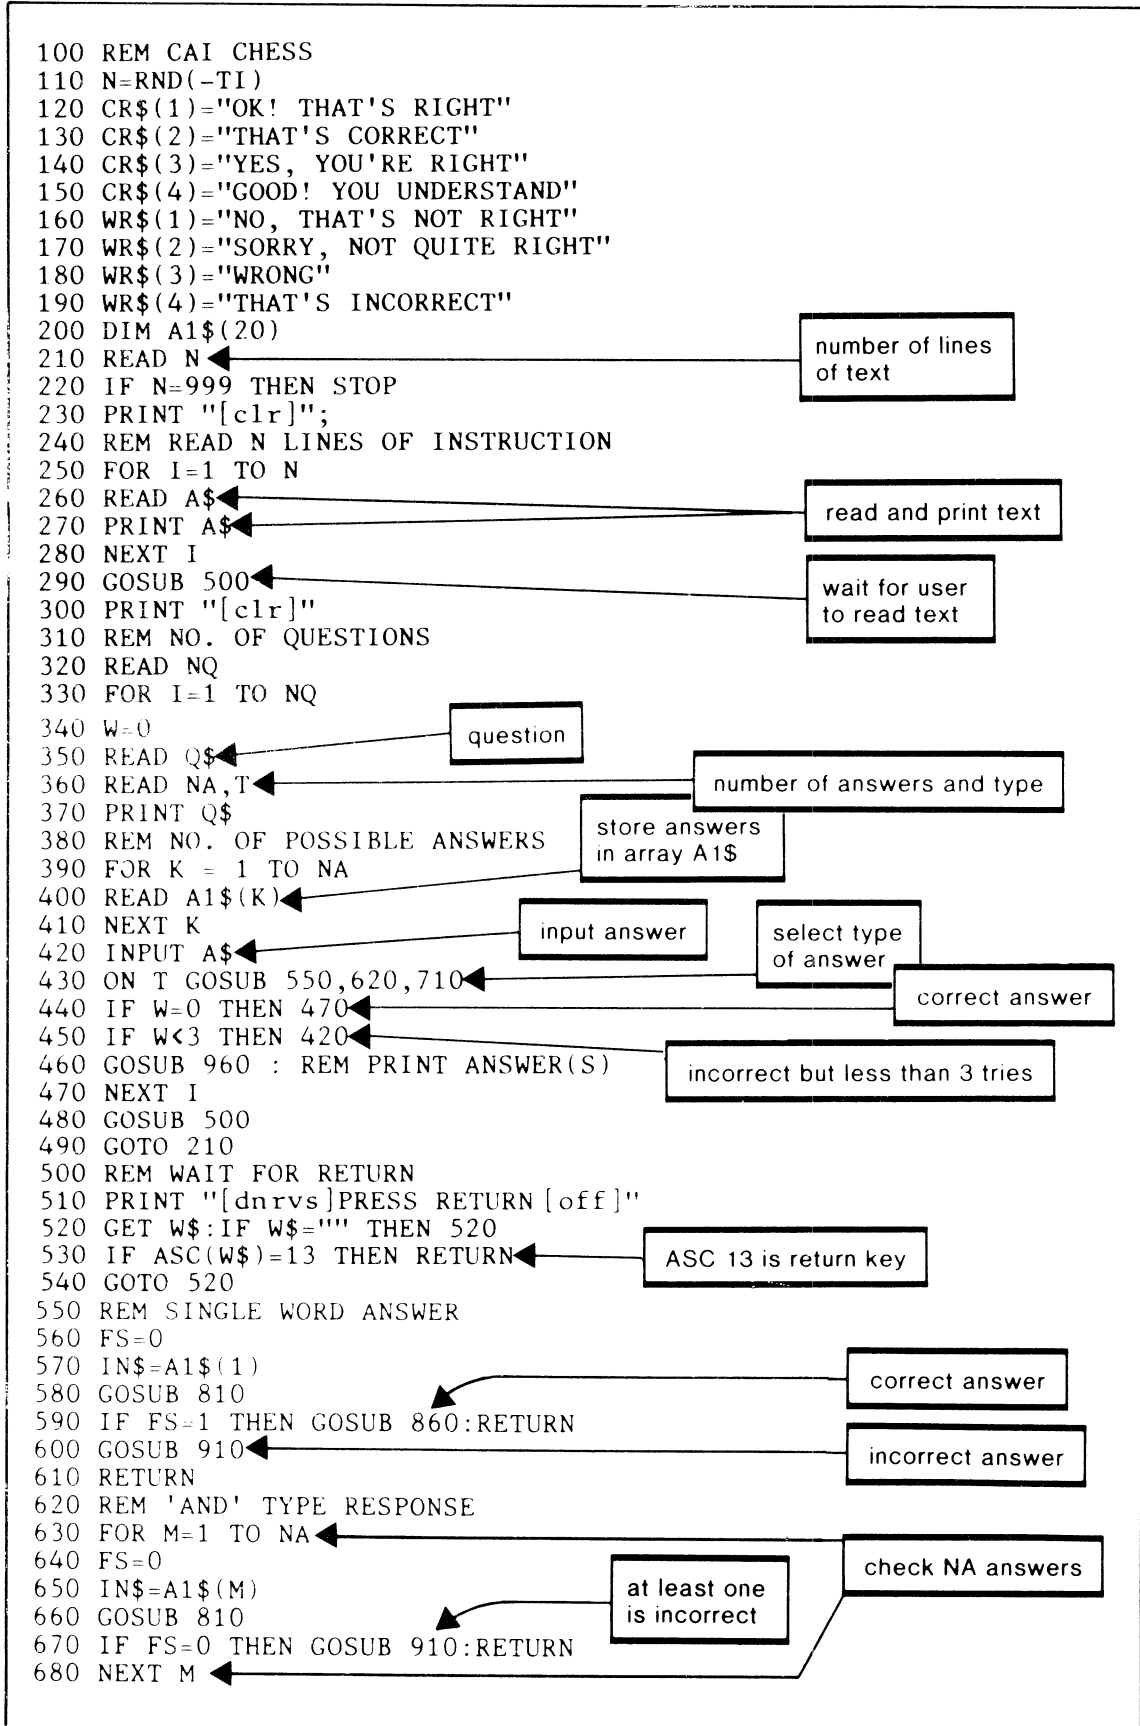 100 REM CAI CHESS
110 N=RND(-TI)
120 CR$(1)="OK! THAT'S RIGHT"
130 CR$(2)="THAT'S CORRECT"
140 CR$(3)="YES, YOU'RE RIGHT"
150 CR$(4)="GOOD! YOU UNDERSTAND"
160 WR$(1)="NO, THAT'S NOT RIGHT"
170 WR$(2)="SORRY, NOT QUITE RIGHT"
180 WR$(3)="WRONG"
190 WR$(4)="THAT'S INCORRECT"
200 DIM A1$(20)
210 READ N
number of lines
of text
220 IF N=999 THEN STOP
230 PRINT "[clr]";
240 REM READ N LINES OF INSTRUCTION
250 FOR I=1 TO N
260 READ A$
270 PRINT A$
read and print text
280 NEXT I
290 GOSUB 500
wait for user
to read text
300 PRINT "[clr]"
310 REM NO. OF QUESTIONS
320 READ NQ
330 FOR I=1 TO NQ
340 W=0
350 READ Q$
question
360 READ NA,T
number of answers and type
370 PRINT Q$
380 REM NO. OF POSSIBLE ANSWERS
390 FOR K = 1 TO NA
400 READ A1$(K)
store answers
in array A1$
410 NEXT K
420 INPUT A$
input answer
430 ON T GOSUB 550,620,710
select type
of answer
440 IF W=0 THEN 470
correct answer
450 IF W<3 THEN 420
incorrect but less than 3 tries
460 GOSUB 960 : REM PRINT ANSWER(S)
470 NEXT I
480 GOSUB 500
490 GOTO 210
500 REM WAIT FOR RETURN
510 PRINT "[dnrvs]PRESS RETURN [off]"
520 GET W$:IF W$="" THEN 520
530 IF ASC(W$)=13 THEN RETURN
ASC 13 is return key
540 GOTO 520
550 REM SINGLE WORD ANSWER
560 FS=0
570 IN$=A1$(1)
580 GOSUB 810
590 IF FS=1 THEN GOSUB 860:RETURN
correct answer
600 GOSUB 910
incorrect answer
610 RETURN
620 REM 'AND' TYPE RESPONSE
630 FOR M=1 TO NA
640 FS=0
650 IN$=A1$(M)
660 GOSUB 810
670 IF FS=0 THEN GOSUB 910:RETURN
at least one
is incorrect
680 NEXT M
check NA answers